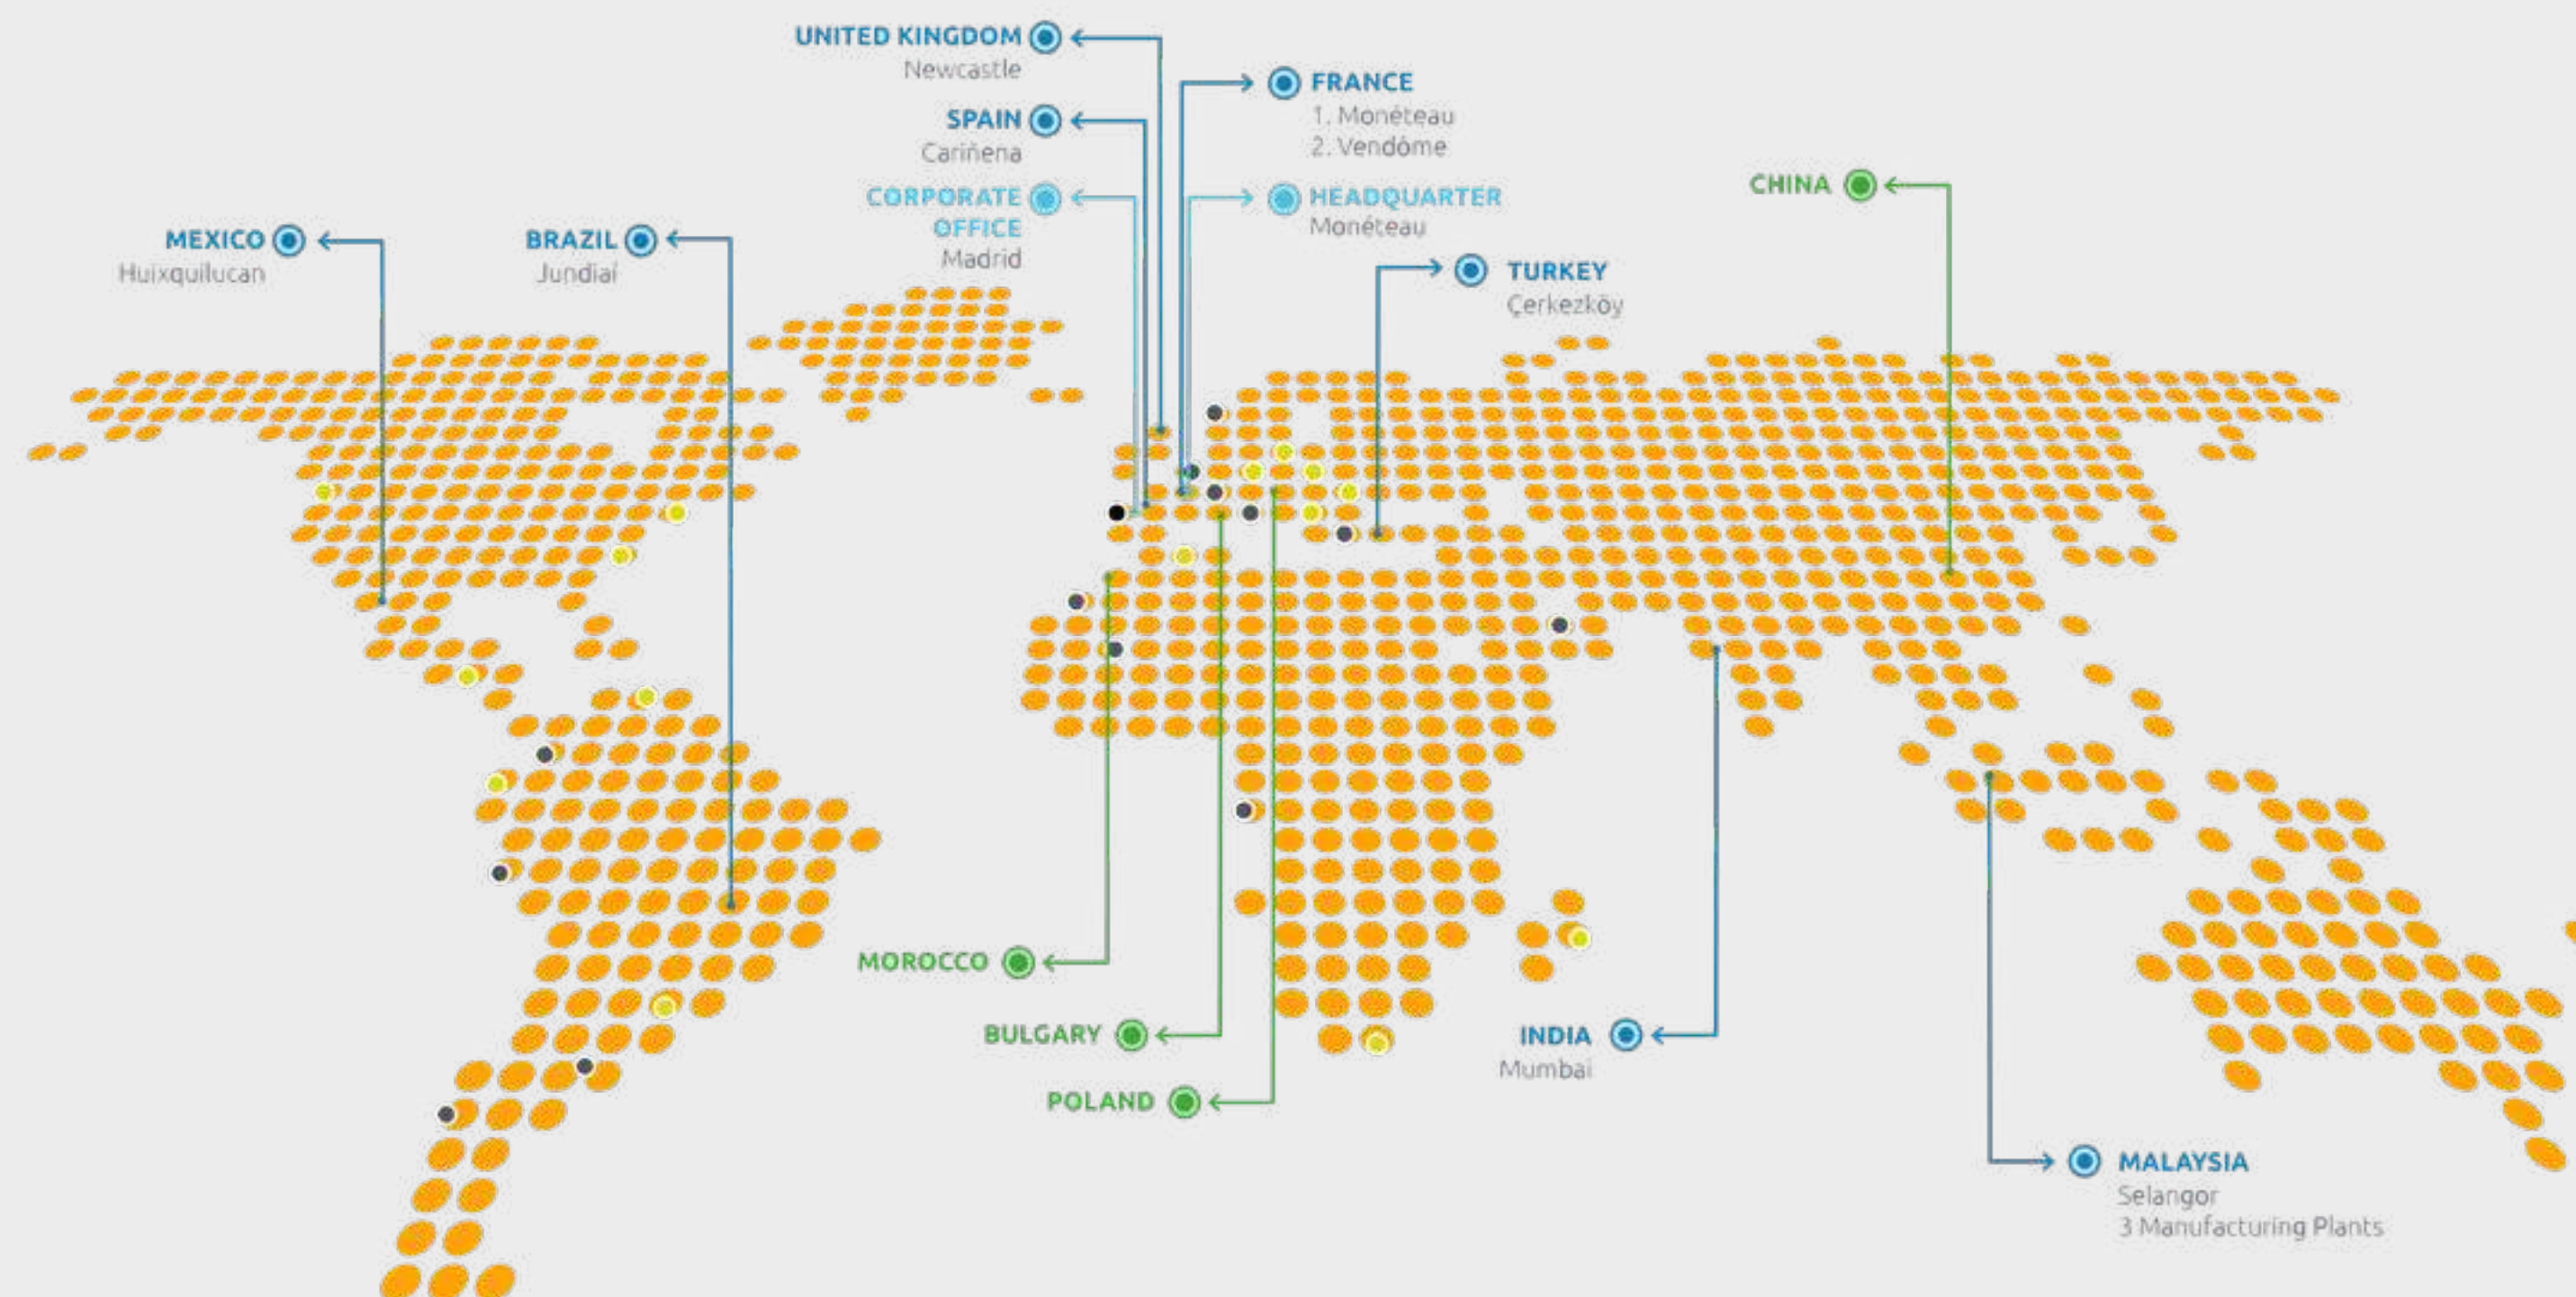 UNITED KINGDOM
Newcastle
FRANCE
1. Monéteau
2. Vendôme
SPAIN
Cariñena
CORPORATE
OFFICE
Madrid
HEADQUARTER
Monéteau
CHINA
MEXICO
Huixquilucan
BRAZIL
Jundiaí
TURKEY
Çerkezköy
MOROCCO
BULGARY
POLAND
INDIA
Mumbai
MALAYSIA
Selangor
3 Manufacturing Plants